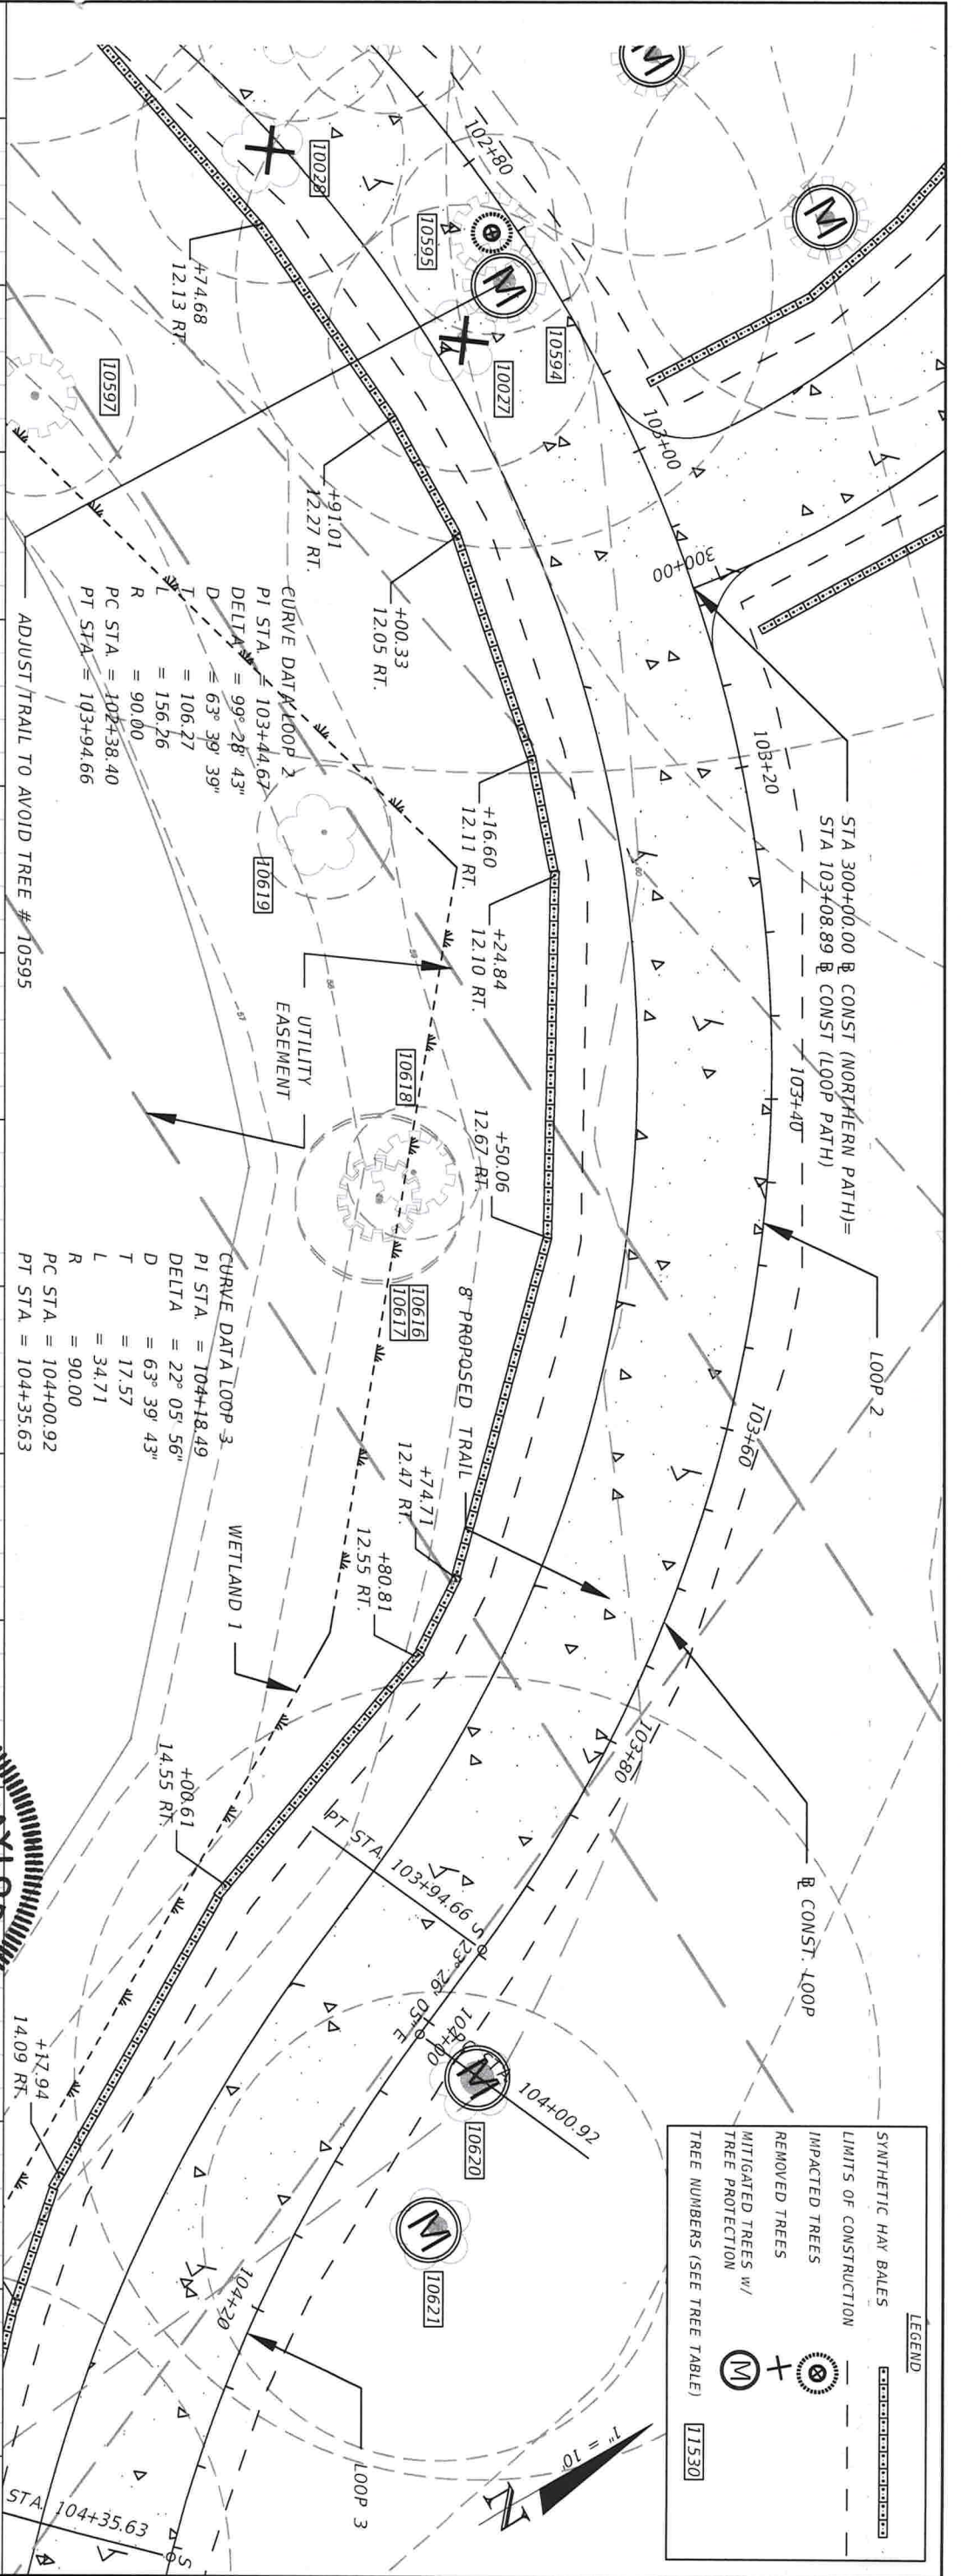 LEGEND
SYNTHETIC HAY BALES
LIMITS OF CONSTRUCTION
IMPACTED TREES
REMOVED TREES
MITIGATED TREES W/
TREE PROTECTION
TREE NUMBERS (SEE TREE TABLE) 11530
M
1" = 10'
N
STA 300+00.00 ℄ CONST (NORTHERN PATH)=
STA 103+08.89 ℄ CONST (LOOP PATH)
LOOP 2
℄ CONST. LOOP
LOOP 3
102+80
103+00
300+00
103+20
103+40
103+60
103+80
104+00
104+20
M
M
M
M
M
10028
10595
10594
10027
10597
10619
10618
10616
10617
10620
10621
+74.68
12.13 RT.
+91.01
12.27 RT.
+00.33
12.05 RT.
+16.60
12.11 RT.
+24.84
12.10 RT.
+50.06
12.67 RT.
+74.71
12.47 RT.
+80.81
12.55 RT.
+00.61
14.55 RT.
+17.94
14.09 RT.
8' PROPOSED TRAIL
60
59
58
57
CURVE DATA LOOP 2
PI STA. = 103+44.67
DELTA = 99° 28' 43"
D = 63° 39' 39"
T = 106.27
L = 156.26
R = 90.00
PC STA. = 102+38.40
PT STA. = 103+94.66
UTILITY
EASEMENT
CURVE DATA LOOP 3
PI STA. = 104+18.49
DELTA = 22° 05' 56"
D = 63° 39' 43"
T = 17.57
L = 34.71
R = 90.00
PC STA. = 104+00.92
PT STA. = 104+35.63
WETLAND 1
ADJUST TRAIL TO AVOID TREE # 10595
PT STA. 103+94.66
S 23° 26' 05" E
STA. 104+00.92
STA. 104+35.63
S